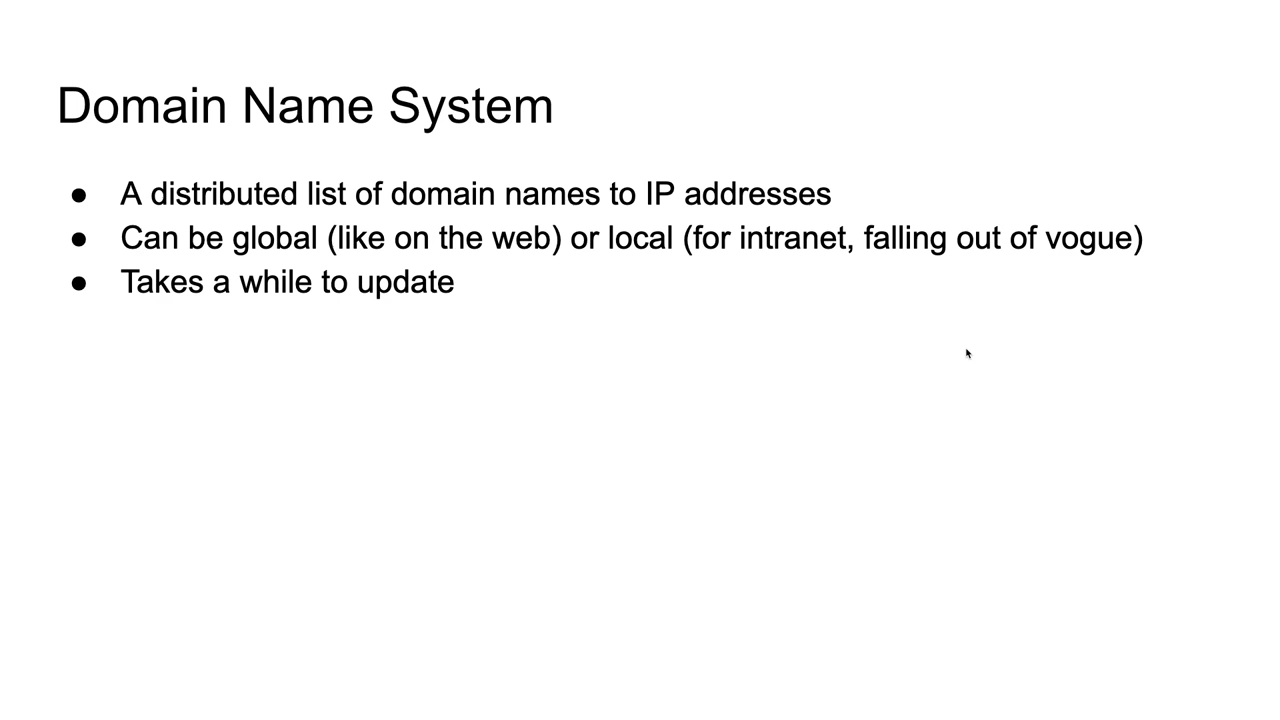 Domain Name System
● A distributed list of domain names to IP addresses
● Can be global (like on the web) or local (for intranet, falling out of vogue)
● Takes a while to update